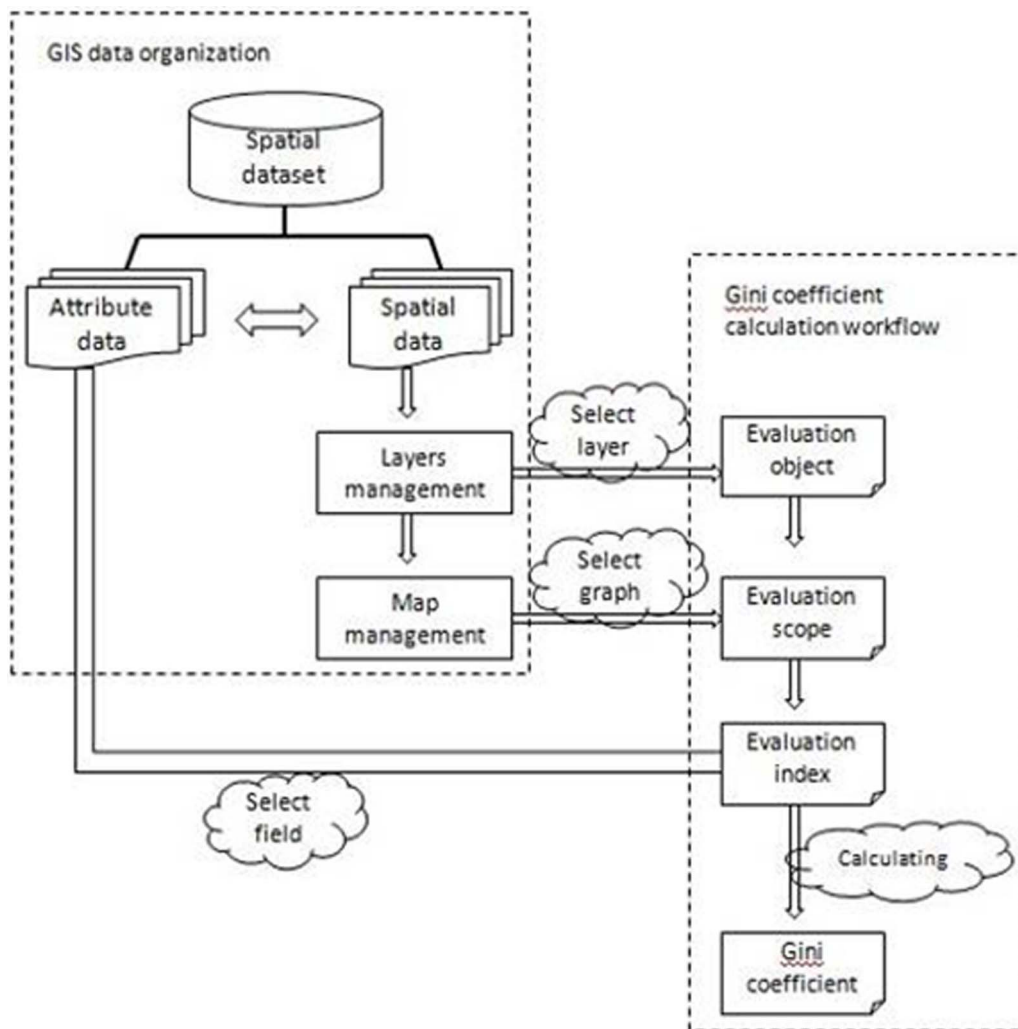 GIS data organization
Spatial
dataset
Attribute
data
Spatial
data
Gini coefficient
calculation workflow
Select
layer
Layers
management
Evaluation
object
Select
graph
Map
management
Evaluation
scope
Evaluation
index
Select
field
Calculating
Gini
coefficient